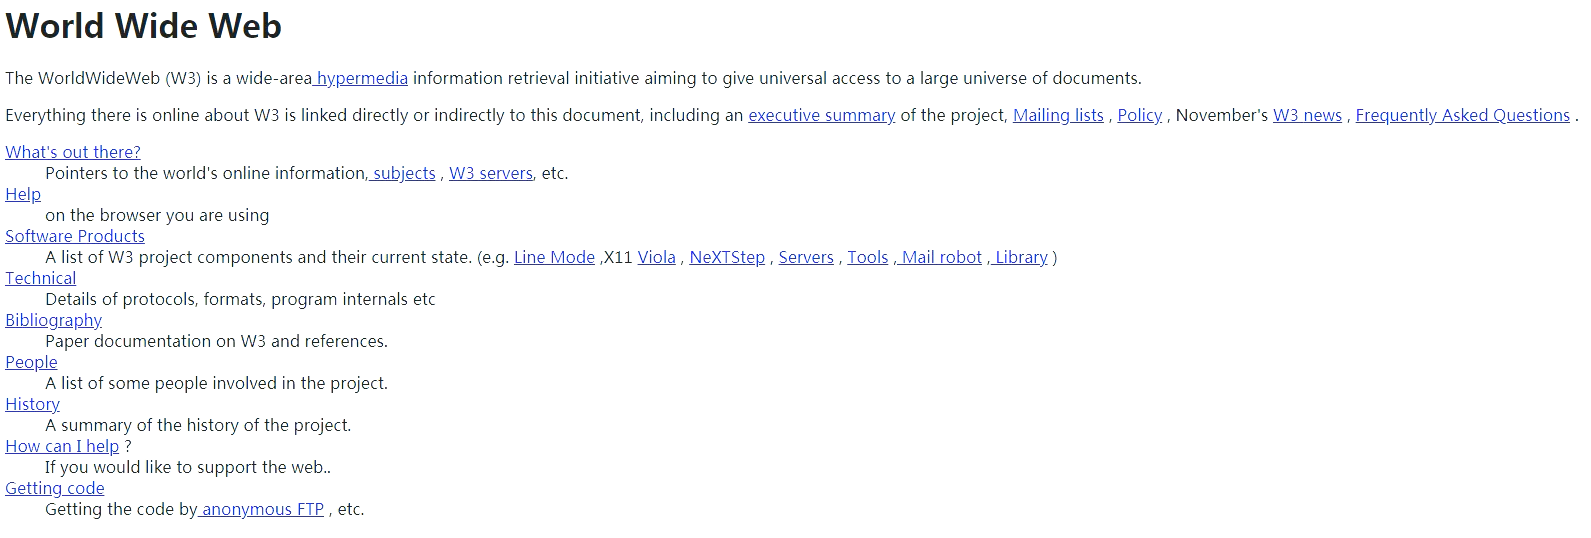 World Wide Web
The WorldWideWeb (W3) is a wide-area hypermedia information retrieval initiative aiming to give universal access to a large universe of documents.
Everything there is online about W3 is linked directly or indirectly to this document, including an executive summary of the project, Mailing lists , Policy , November's W3 news , Frequently Asked Questions .
What's out there?
Pointers to the world's online information, subjects , W3 servers, etc.
Help
on the browser you are using
Software Products
A list of W3 project components and their current state. (e.g. Line Mode ,X11 Viola , NeXTStep , Servers , Tools , Mail robot , Library )
Technical
Details of protocols, formats, program internals etc
Bibliography
Paper documentation on W3 and references.
People
A list of some people involved in the project.
History
A summary of the history of the project.
How can I help ?
If you would like to support the web..
Getting code
Getting the code by anonymous FTP , etc.